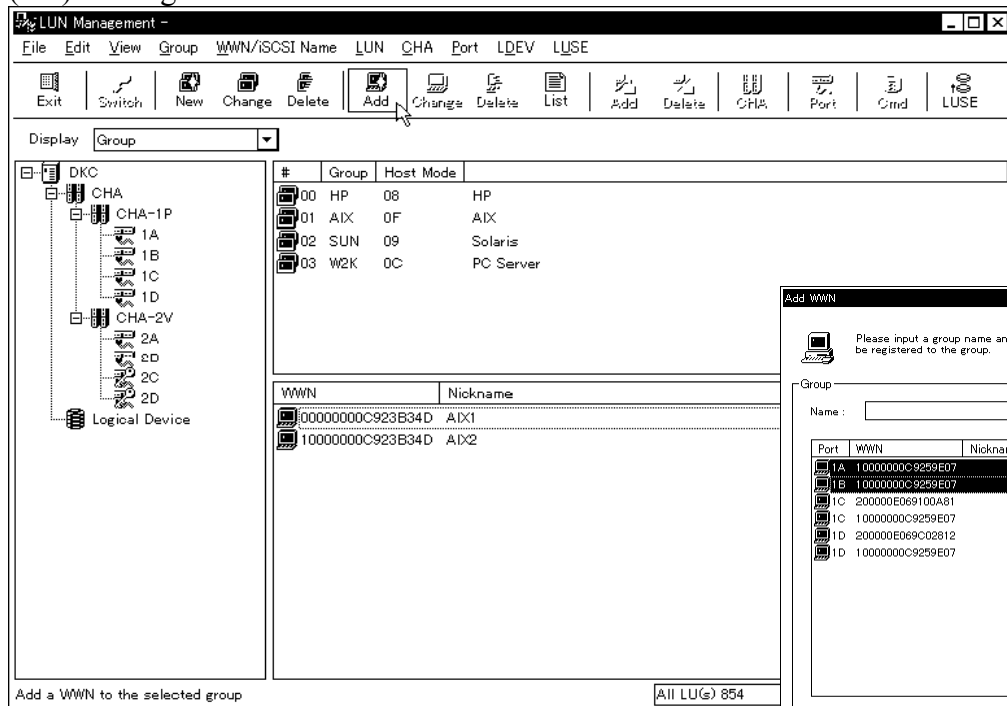 LUN Management -
File Edit View Group WWN/iSCSI Name LUN CHA Port LDEV LUSE
Exit Switch New Change Delete Add Change Delete List Add Delete CHA Port Cmd LUSE
Display Group
DKC
CHA
CHA-1P
1A
1B
1C
1D
CHA-2V
2A
2C
2D
Logical Device
# Group Host Mode
00 HP 08 HP
01 AIX 0F AIX
02 SUN 09 Solaris
03 W2K 0C PC Server
WWN Nickname
00000000C923B34D AIX1
10000000C923B34D AIX2
Add WWN
Please input a group name an
be registered to the group.
Group
Name :
Port WWN Nickna
1A 10000000C9259E07
1B 10000000C9259E07
1C 200000E069100A81
1C 10000000C9259E07
1D 200000E069C02812
1D 10000000C9259E07
Add a WWN to the selected group
All LU(s) 854